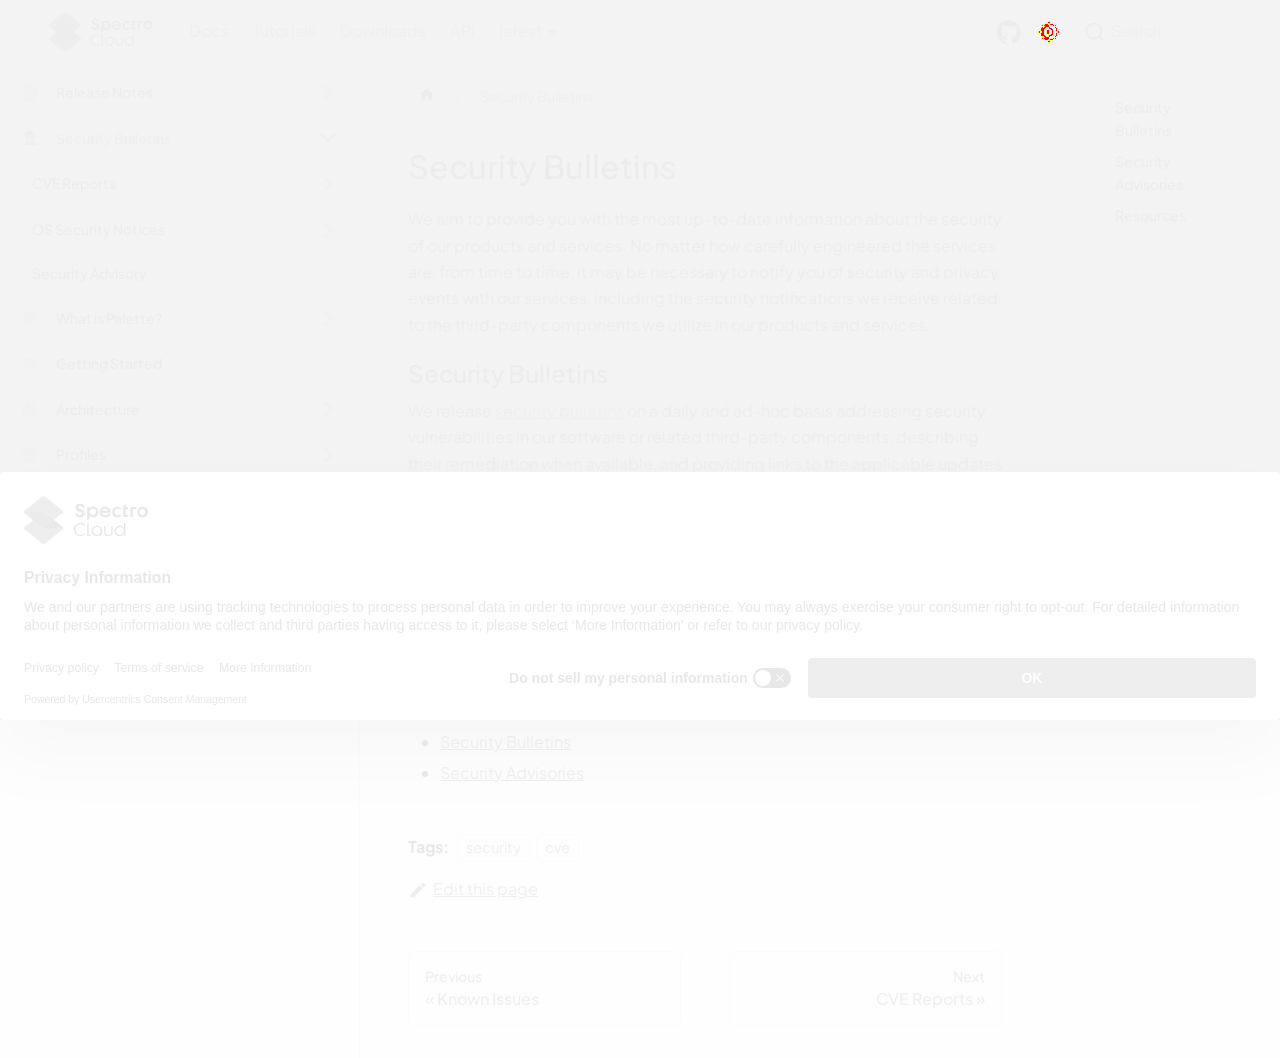 Spectro
Cloud
Docs Tutorials Downloads API latest
Search
Release Notes
Security Bulletins
CVE Reports
OS Security Notices
Security Advisory
What is Palette?
Getting Started
Architecture
Profiles
Security Bulletins
Security Bulletins
We aim to provide you with the most up-to-date information about the security
of our products and services. No matter how carefully engineered the services
are, from time to time, it may be necessary to notify you of security and privacy
events with our services, including the security notifications we receive related
to the third-party components we utilize in our products and services.
Security Bulletins
We release security bulletins on a daily and ad-hoc basis addressing security
vulnerabilities in our software or related third-party components, describing
their remediation when available, and providing links to the applicable updates
Security
Bulletins
Security
Advisories
Resources
Spectro
Cloud
Privacy Information
We and our partners are using tracking technologies to process personal data in order to improve your experience. You may always exercise your consumer right to opt-out. For detailed information
about personal information we collect and third parties having access to it, please select 'More Information' or refer to our privacy policy.
Privacy policy Terms of service More Information
Powered by Usercentrics Consent Management
Do not sell my personal information
OK
Security Bulletins
Security Advisories
Tags: security cve
Edit this page
Previous
« Known Issues
Next
CVE Reports »